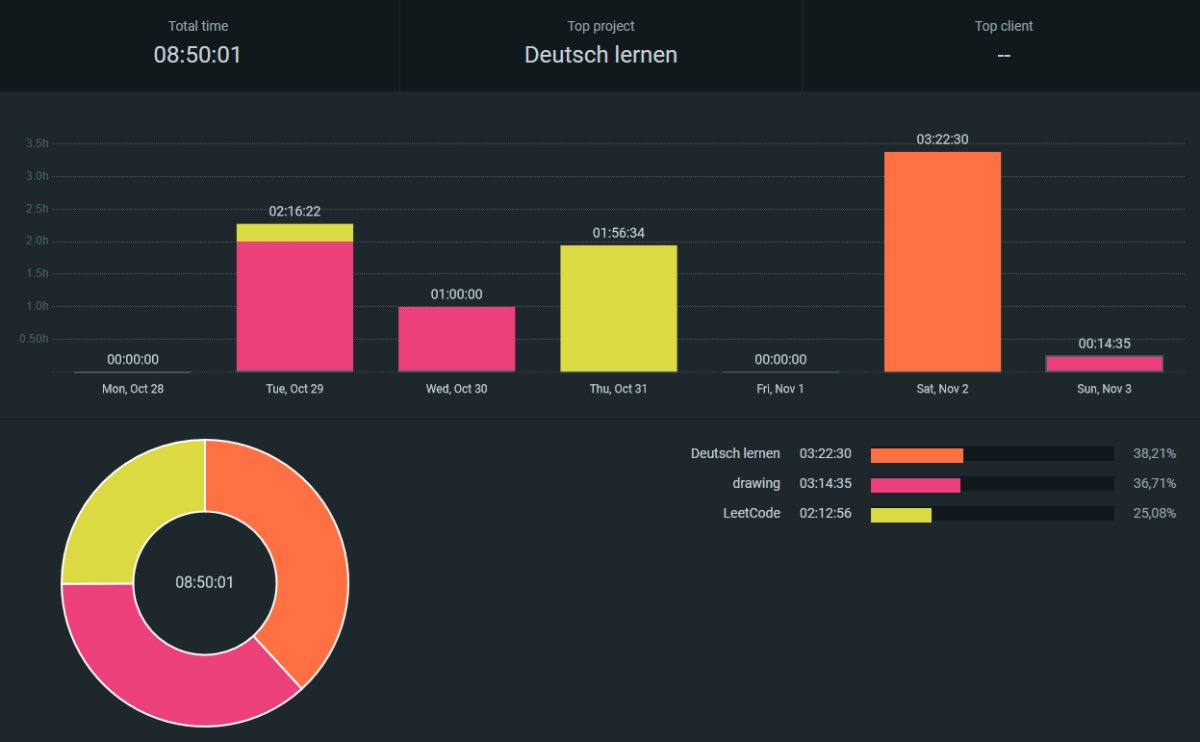 Total time
08:50:01
Top project
Deutsch lernen
Top client
--
3.5h
3.0h
2.5h
2.0h
1.5h
1.0h
0.50h
00:00:00
02:16:22
01:00:00
01:56:34
00:00:00
03:22:30
00:14:35
Mon, Oct 28
Tue, Oct 29
Wed, Oct 30
Thu, Oct 31
Fri, Nov 1
Sat, Nov 2
Sun, Nov 3
08:50:01
Deutsch lernen 03:22:30 38,21%
drawing 03:14:35 36,71%
LeetCode 02:12:56 25,08%